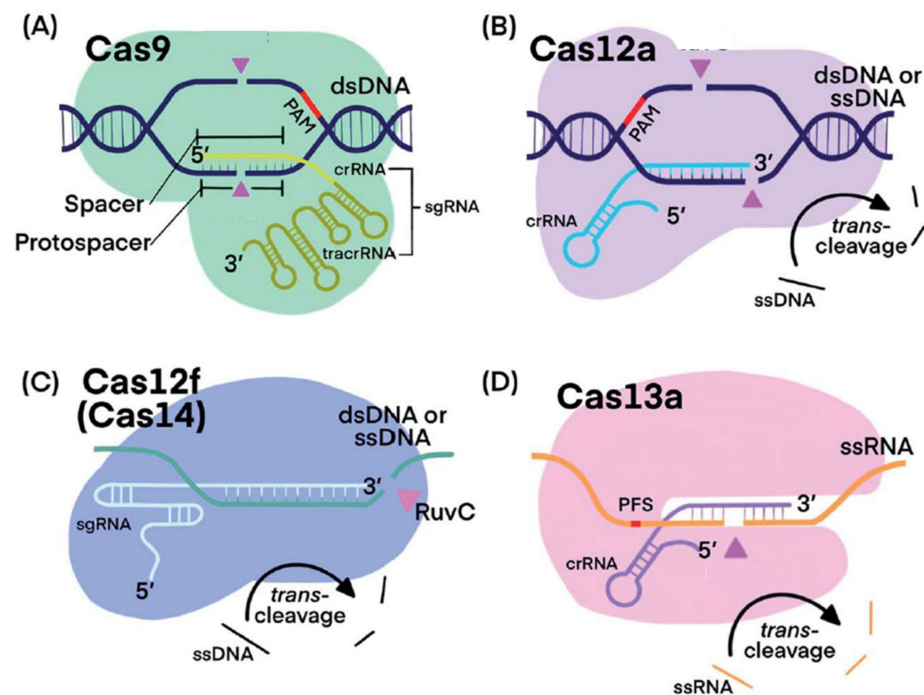 (A)
Cas9
dsDNA
PAM
5′
crRNA
sgRNA
Spacer
Protospacer
tracrRNA
3′
(B)
Cas12a
dsDNA or
ssDNA
PAM
3′
crRNA
5′
trans-
cleavage
ssDNA
(C)
Cas12f
(Cas14)
dsDNA or
ssDNA
3′
RuvC
sgRNA
5′
trans-
cleavage
ssDNA
(D)
Cas13a
ssRNA
PFS
3′
crRNA
5′
trans-
cleavage
ssRNA